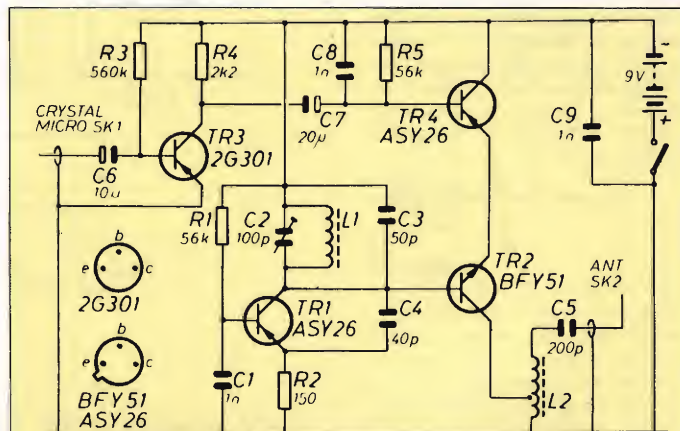 R3
560k
R4
2k2
CRYSTAL
MICRO SK1
C6
10µ
TR3
2G301
C8
1n
R5
56k
C7
20µ
TR4
ASY26
C9
1n
9V
-
+
R1
56k
C2
100p
L1
C3
50p
TR1
ASY26
C4
40p
TR2
BFY51
C5
200p
ANT
SK2
L2
C1
1n
R2
150
b
e
c
2G301
b
e
c
BFY51
ASY26